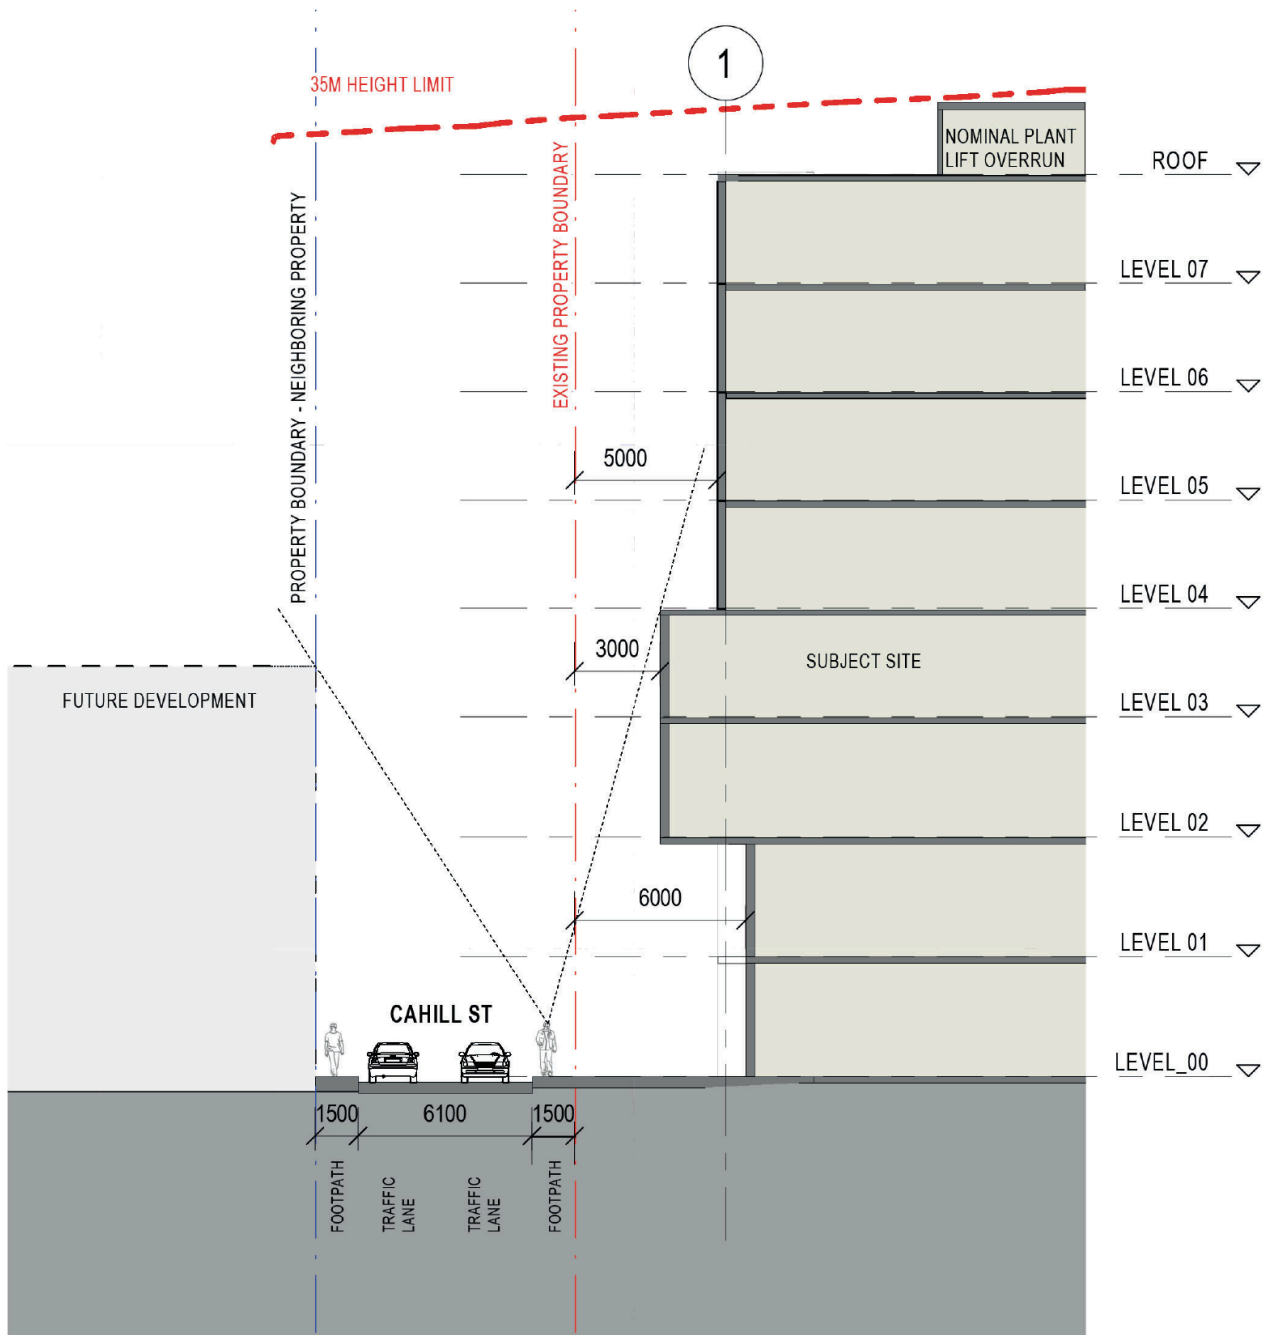 1
35M HEIGHT LIMIT
NOMINAL PLANT
LIFT OVERRUN
ROOF
PROPERTY BOUNDARY - NEIGHBORING PROPERTY
EXISTING PROPERTY BOUNDARY
LEVEL 07
LEVEL 06
5000
LEVEL 05
LEVEL 04
3000
SUBJECT SITE
FUTURE DEVELOPMENT
LEVEL 03
LEVEL 02
6000
LEVEL 01
CAHILL ST
LEVEL_00
1500
6100
1500
FOOTPATH
TRAFFIC
LANE
TRAFFIC
LANE
FOOTPATH